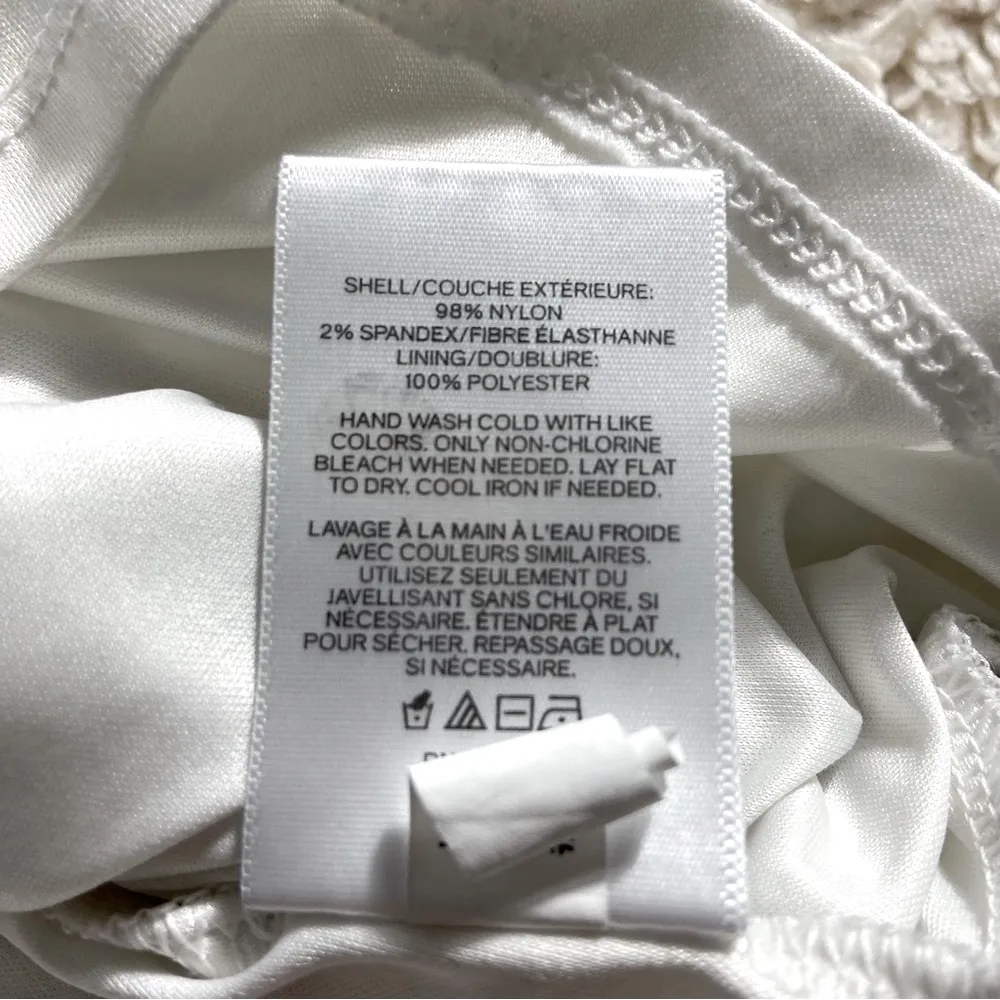 SHELL/COUCHE EXTÉRIEURE:
98% NYLON
2% SPANDEX/FIBRE ÉLASTHANNE
LINING/DOUBLURE:
100% POLYESTER
HAND WASH COLD WITH LIKE
COLORS. ONLY NON-CHLORINE
BLEACH WHEN NEEDED. LAY FLAT
TO DRY. COOL IRON IF NEEDED.
LAVAGE À LA MAIN À L'EAU FROIDE
AVEC COULEURS SIMILAIRES.
UTILISEZ SEULEMENT DU
JAVELLISANT SANS CHLORE, SI
NÉCESSAIRE. ÉTENDRE À PLAT
POUR SÉCHER. REPASSAGE DOUX,
SI NÉCESSAIRE.